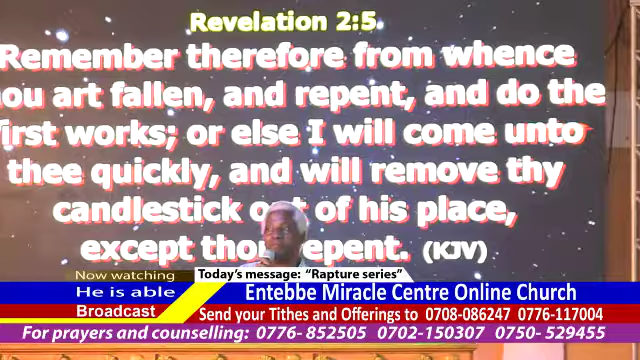 Revelation 2:5
Remember therefore from whence
ou art fallen, and repent, and do the
first works; or else I will come unto
thee quickly, and will remove thy
candlestick of his place,
except epent. (KJV)
Now watching
Today's message: "Rapture series"
He is able
Entebbe Miracle Centre Online Church
Broadcast
Send your Tithes and Offerings to 0708-086247 0776-117004
For prayers and counselling: 0776- 852505 0702-150307 0750- 529455